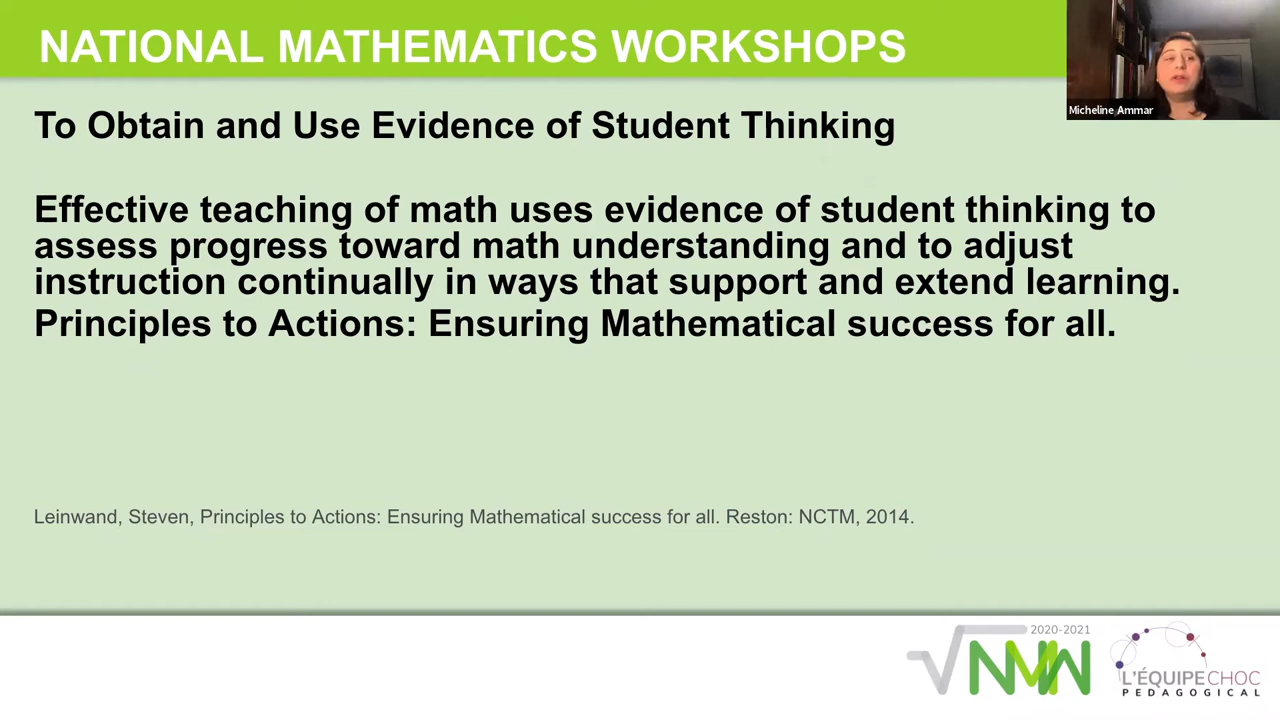 NATIONAL MATHEMATICS WORKSHOPS
Micheline Ammar
To Obtain and Use Evidence of Student Thinking
Effective teaching of math uses evidence of student thinking to
assess progress toward math understanding and to adjust
instruction continually in ways that support and extend learning.
Principles to Actions: Ensuring Mathematical success for all.
Leinwand, Steven, Principles to Actions: Ensuring Mathematical success for all. Reston: NCTM, 2014.
2020-2021
NMW
L'ÉQUIPECHOC
PEDAGOGICAL